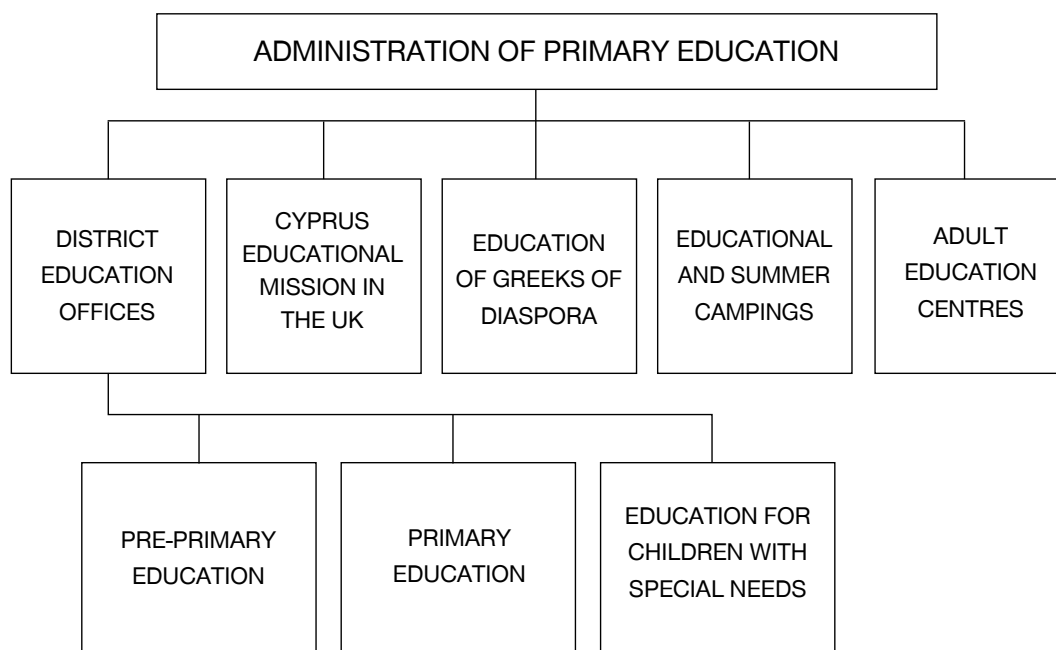 ADMINISTRATION OF PRIMARY EDUCATION
DISTRICT
EDUCATION
OFFICES
CYPRUS
EDUCATIONAL
MISSION IN
THE UK
EDUCATION
OF GREEKS OF
DIASPORA
EDUCATIONAL
AND SUMMER
CAMPINGS
ADULT
EDUCATION
CENTRES
PRE-PRIMARY
EDUCATION
PRIMARY
EDUCATION
EDUCATION FOR
CHILDREN WITH
SPECIAL NEEDS